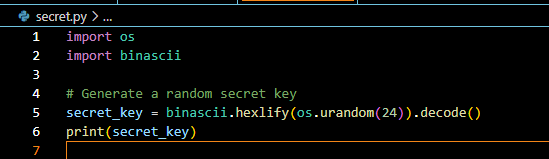 secret.py > ...
1 import os
2 import binascii
3
4 # Generate a random secret key
5 secret_key = binascii.hexlify(os.urandom(24)).decode()
6 print(secret_key)
7